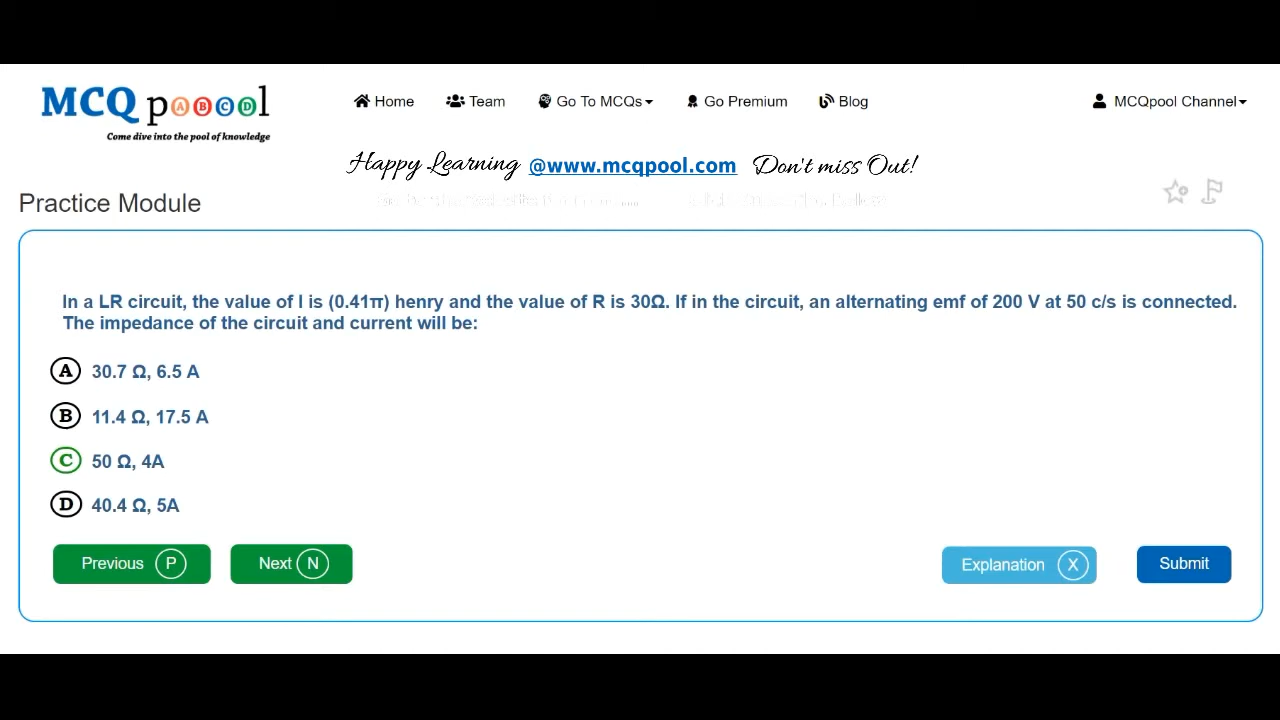 MCQ pABCDl
Come dive into the pool of knowledge
Home Team Go To MCQs Go Premium Blog MCQpool Channel
Happy Learning @www.mcqpool.com Don't miss Out!
Practice Module
In a LR circuit, the value of l is (0.41π) henry and the value of R is 30Ω. If in the circuit, an alternating emf of 200 V at 50 c/s is connected.
The impedance of the circuit and current will be:
A 30.7 Ω, 6.5 A
B 11.4 Ω, 17.5 A
C 50 Ω, 4A
D 40.4 Ω, 5A
Previous P Next N Explanation X Submit